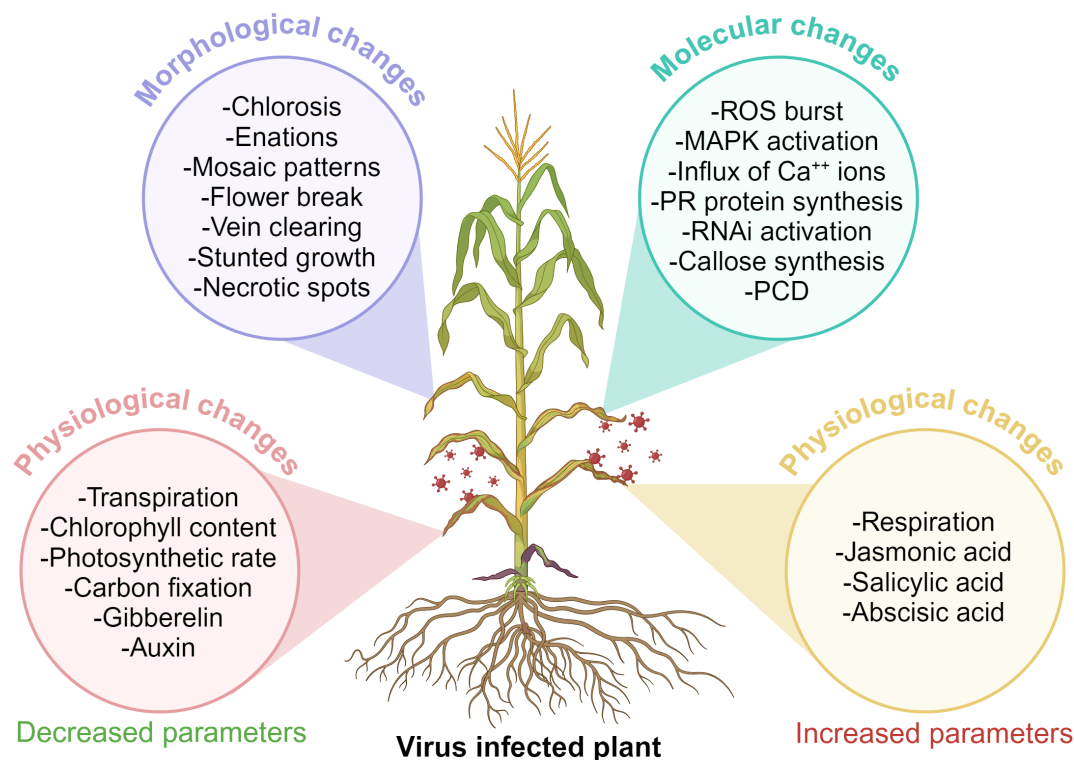 Morphological changes
-Chlorosis
-Enations
-Mosaic patterns
-Flower break
-Vein clearing
-Stunted growth
-Necrotic spots
Molecular changes
-ROS burst
-MAPK activation
-Influx of Ca⁺⁺ ions
-PR protein synthesis
-RNAi activation
-Callose synthesis
-PCD
Physiological changes
-Transpiration
-Chlorophyll content
-Photosynthetic rate
-Carbon fixation
-Gibberelin
-Auxin
Decreased parameters
Physiological changes
-Respiration
-Jasmonic acid
-Salicylic acid
-Abscisic acid
Increased parameters
Virus infected plant